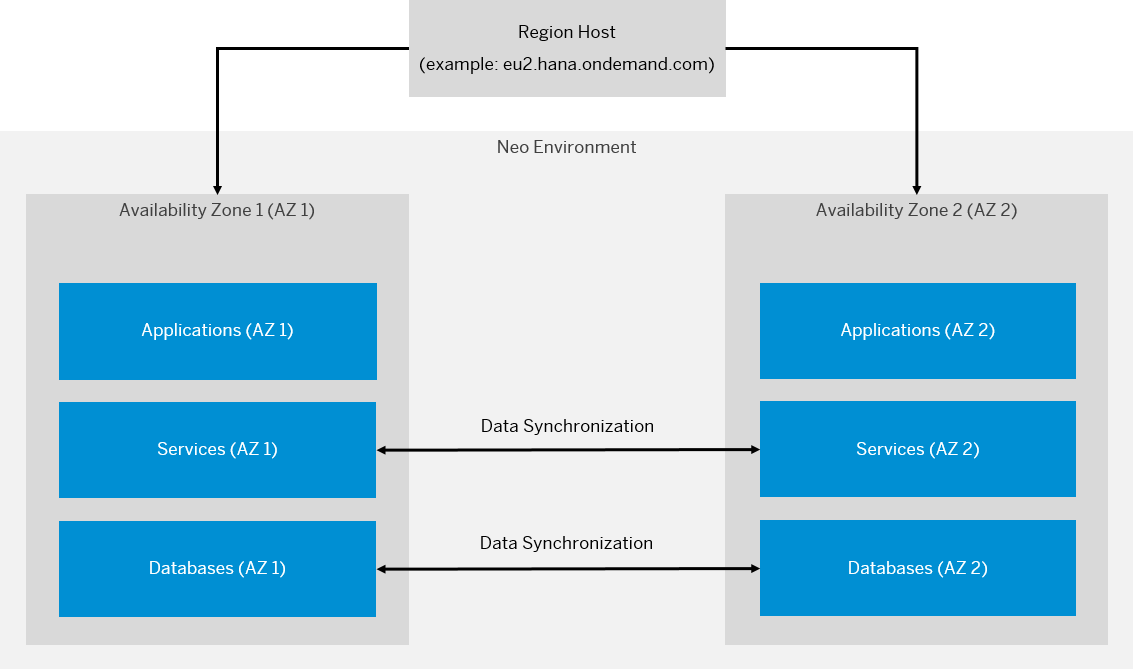 Region Host
(example: eu2.hana.ondemand.com)
Neo Environment
Availability Zone 1 (AZ 1)
Availability Zone 2 (AZ 2)
Applications (AZ 1)
Applications (AZ 2)
Data Synchronization
Services (AZ 1)
Services (AZ 2)
Data Synchronization
Databases (AZ 1)
Databases (AZ 2)